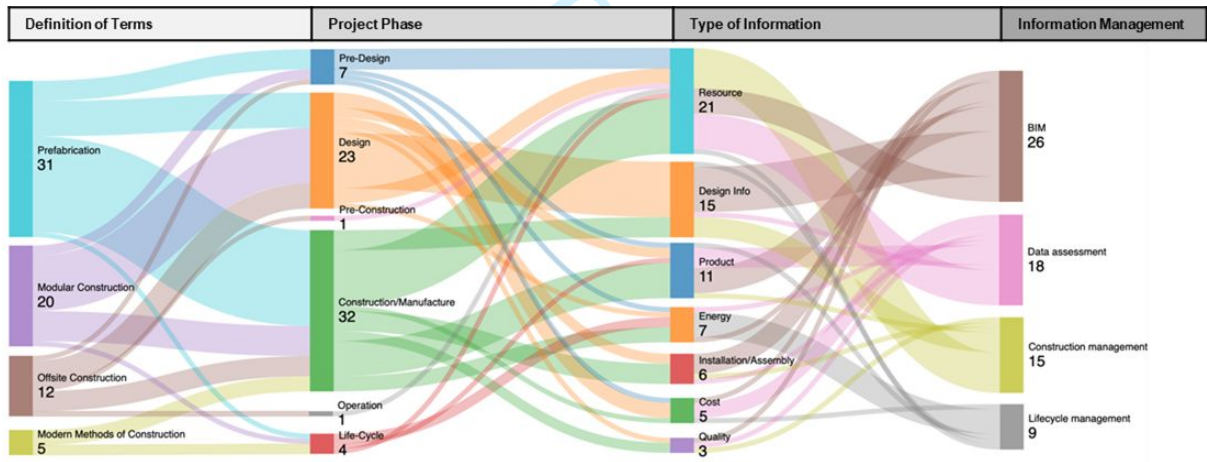 Definition of Terms
Project Phase
Type of Information
Information Management
Prefabrication
31
Modular Construction
20
Offsite Construction
12
Modern Methods of Construction
5
Pre-Design
7
Design
23
Pre-Construction
1
Construction/Manufacture
32
Operation
1
Life-Cycle
4
Resource
21
Design Info
15
Product
11
Energy
7
Installation/Assembly
6
Cost
5
Quality
3
BIM
26
Data assessment
18
Construction management
15
Lifecycle management
9